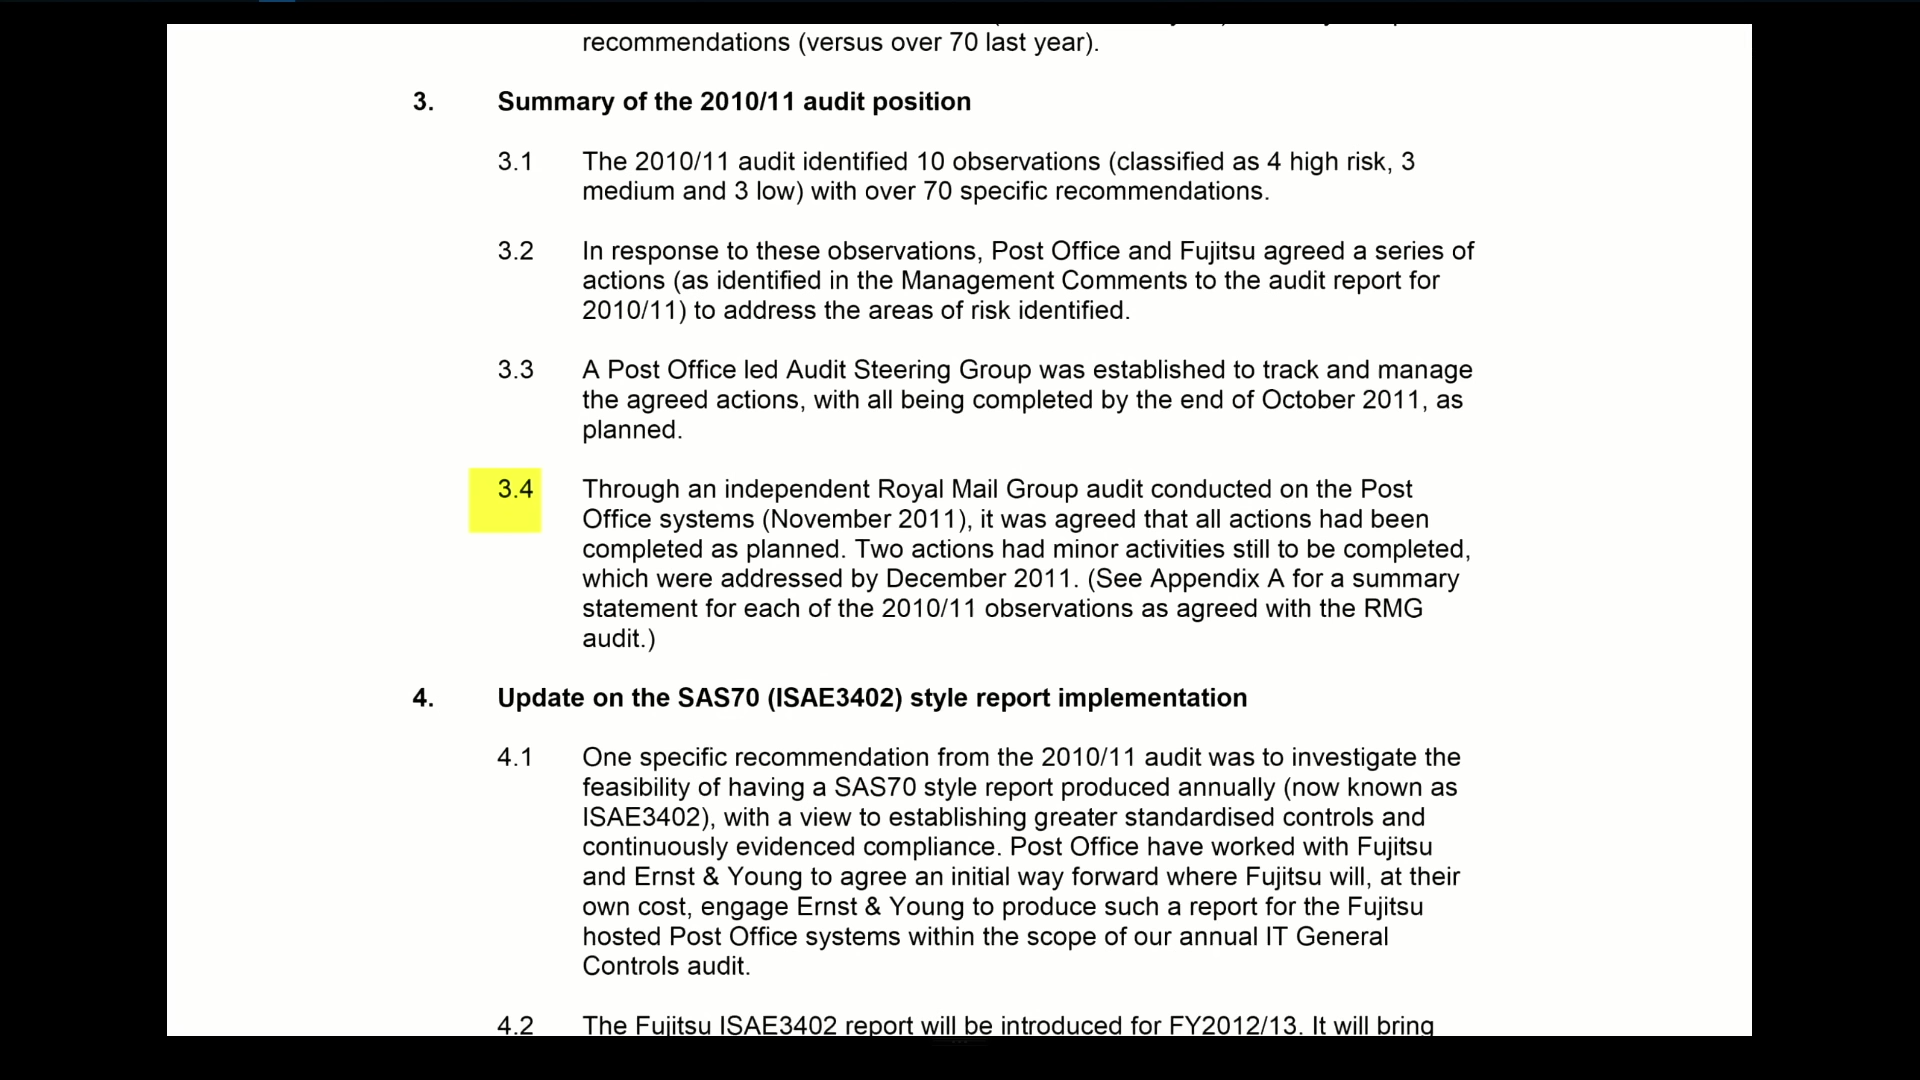 recommendations (versus over 70 last year).
3. Summary of the 2010/11 audit position
3.1 The 2010/11 audit identified 10 observations (classified as 4 high risk, 3
medium and 3 low) with over 70 specific recommendations.
3.2 In response to these observations, Post Office and Fujitsu agreed a series of
actions (as identified in the Management Comments to the audit report for
2010/11) to address the areas of risk identified.
3.3 A Post Office led Audit Steering Group was established to track and manage
the agreed actions, with all being completed by the end of October 2011, as
planned.
3.4 Through an independent Royal Mail Group audit conducted on the Post
Office systems (November 2011), it was agreed that all actions had been
completed as planned. Two actions had minor activities still to be completed,
which were addressed by December 2011. (See Appendix A for a summary
statement for each of the 2010/11 observations as agreed with the RMG
audit.)
4. Update on the SAS70 (ISAE3402) style report implementation
4.1 One specific recommendation from the 2010/11 audit was to investigate the
feasibility of having a SAS70 style report produced annually (now known as
ISAE3402), with a view to establishing greater standardised controls and
continuously evidenced compliance. Post Office have worked with Fujitsu
and Ernst & Young to agree an initial way forward where Fujitsu will, at their
own cost, engage Ernst & Young to produce such a report for the Fujitsu
hosted Post Office systems within the scope of our annual IT General
Controls audit.
4.2 The Fujitsu ISAE3402 report will be introduced for FY2012/13. It will bring